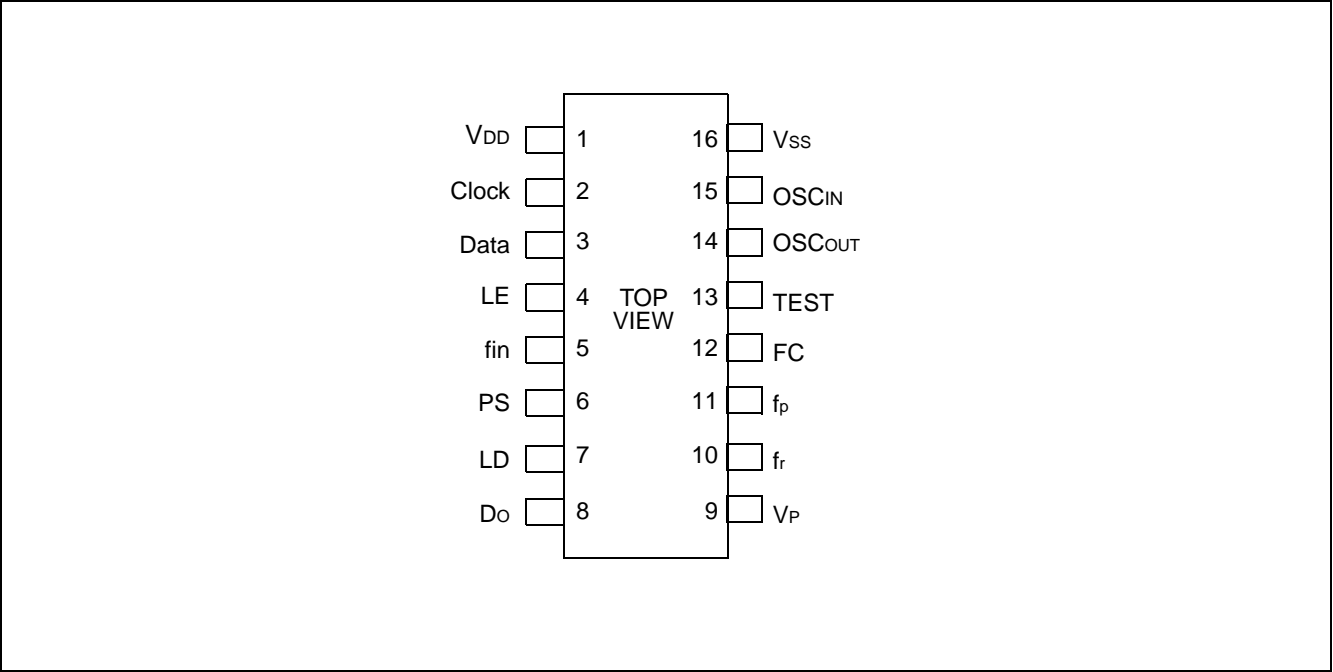 VDD 1 16 VSS
Clock 2 15 OSCIN
Data 3 14 OSCOUT
LE 4 TOP 13 TEST
VIEW
fin 5 12 FC
PS 6 11 fp
LD 7 10 fr
DO 8 9 VP